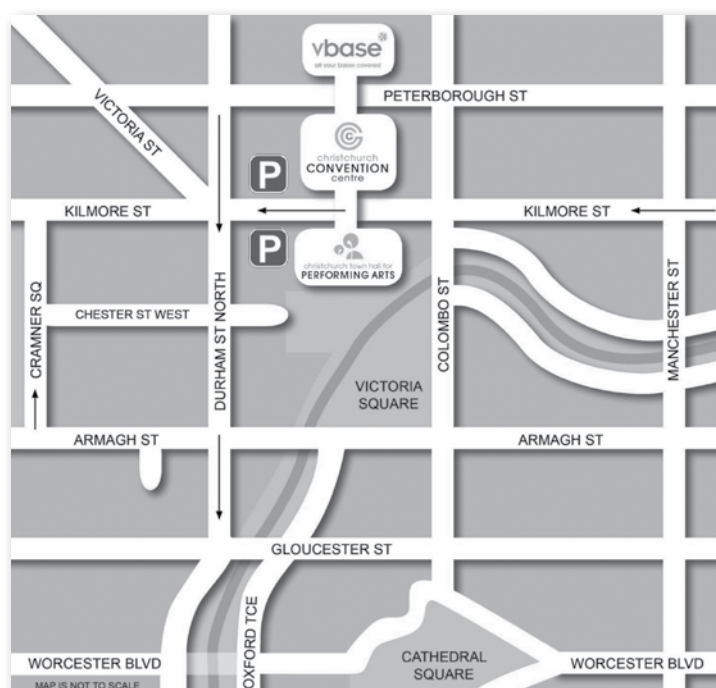 vbase
all your bases covered
PETERBOROUGH ST
VICTORIA ST
christchurch
CONVENTION
centre
P
KILMORE ST
KILMORE ST
P
christchurch town hall for
PERFORMING ARTS
CRAMNER SQ
CHESTER ST WEST
DURHAM ST NORTH
COLOMBO ST
MANCHESTER ST
VICTORIA
SQUARE
ARMAGH ST
ARMAGH ST
GLOUCESTER ST
OXFORD TCE
WORCESTER BLVD
CATHEDRAL
SQUARE
WORCESTER BLVD
MAP IS NOT TO SCALE